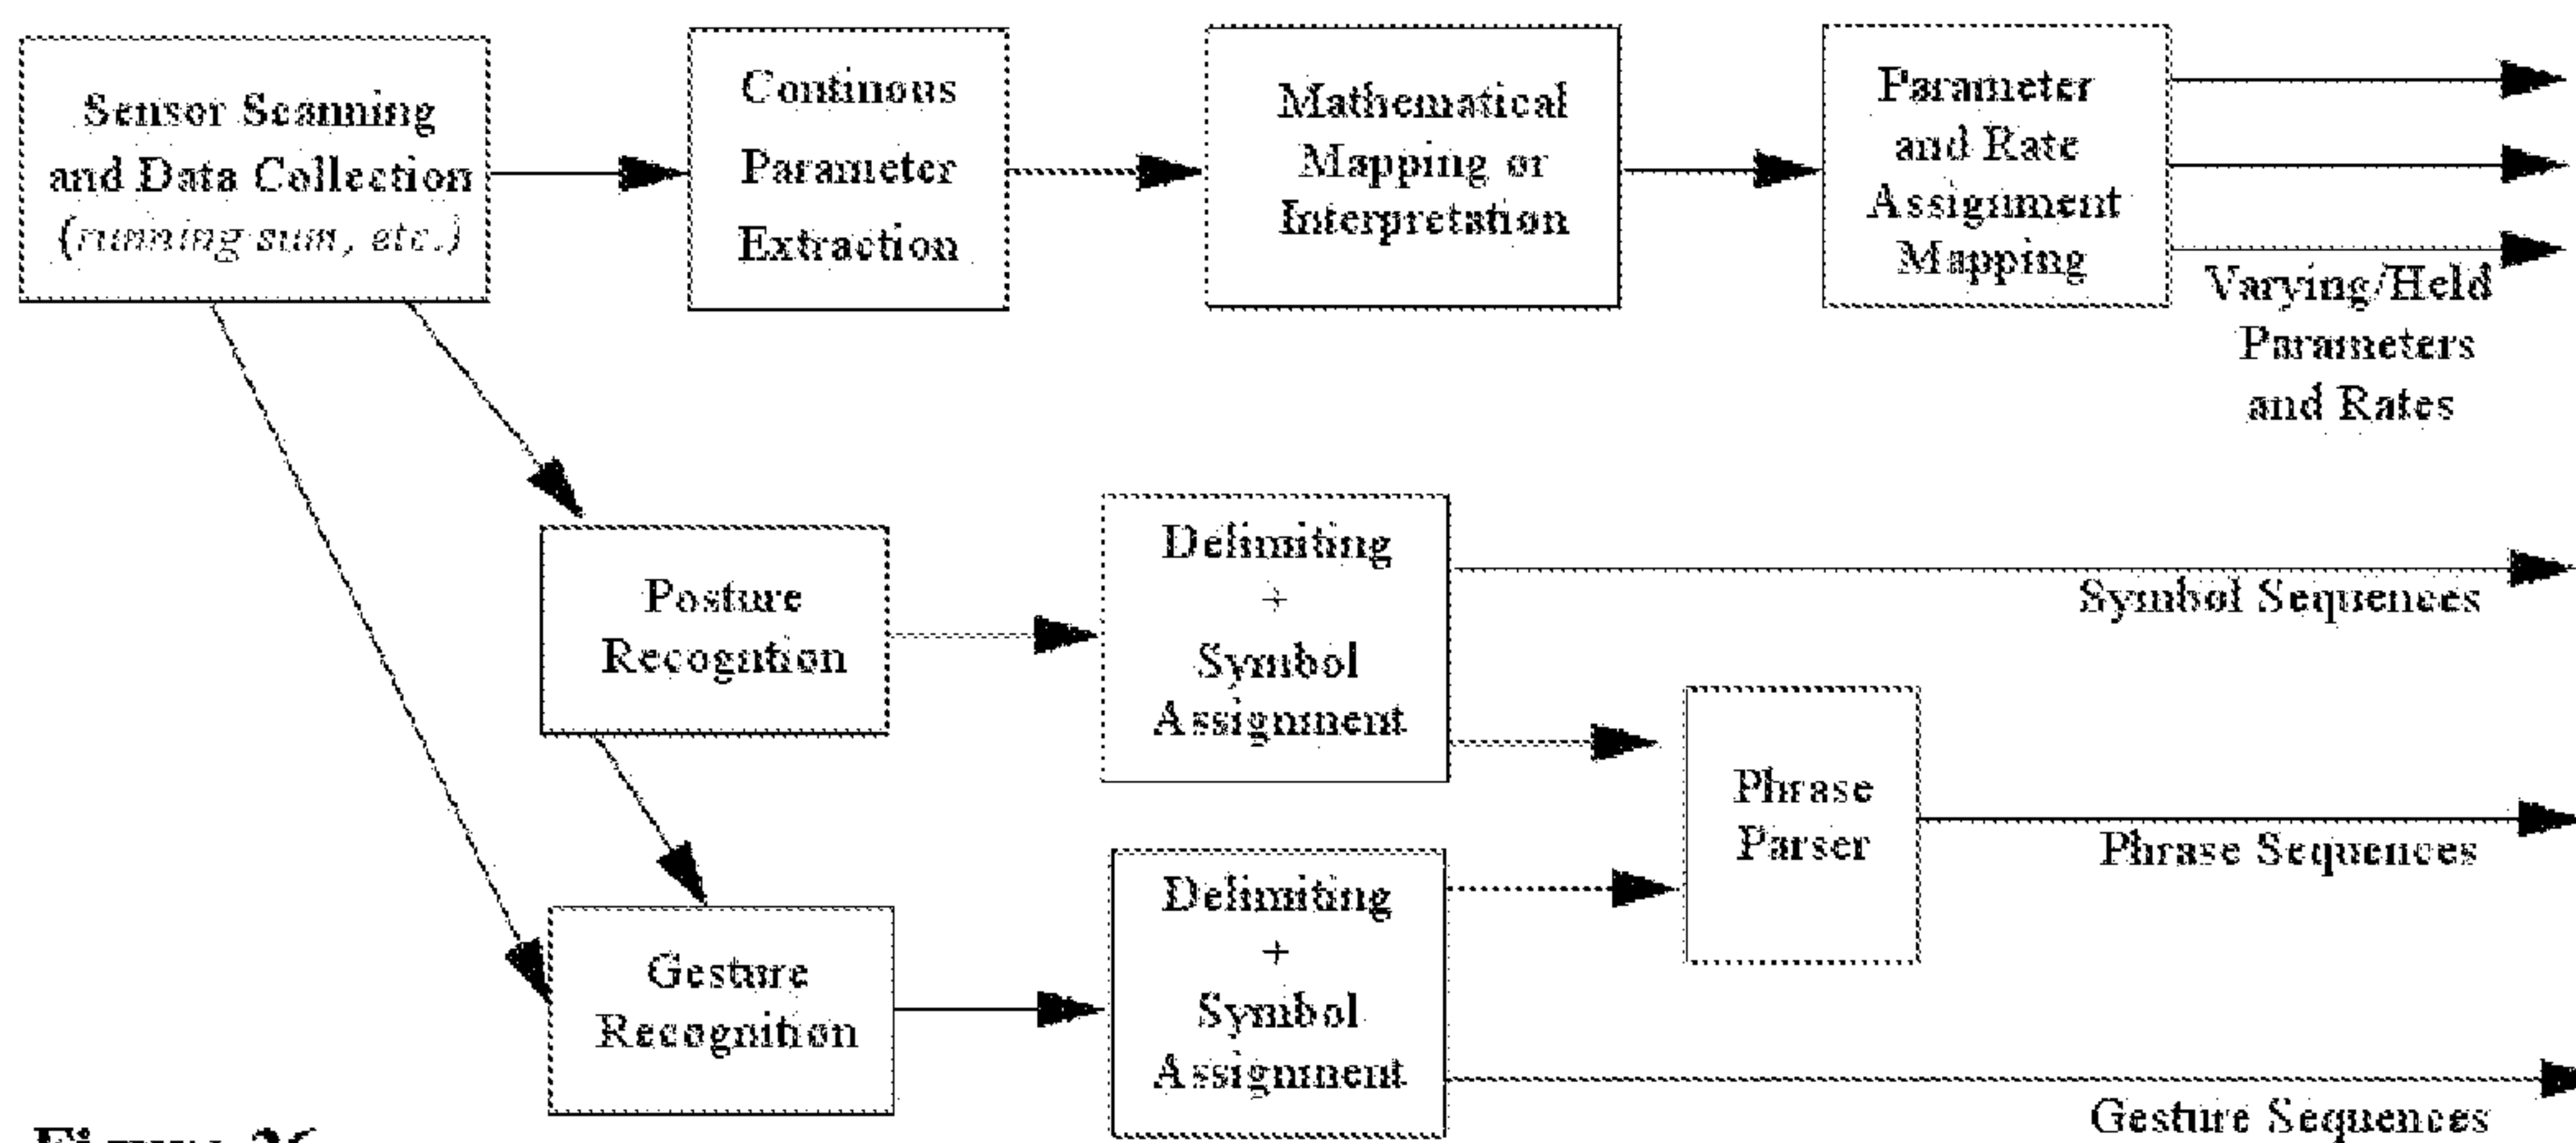 Sensor Scanning
and Data Collection
(running sum, etc.)
Continous
Parameter
Extraction
Mathematical
Mapping or
Interpretation
Parameter
and Rate
Assignment
Mapping
Varying/Held
Parameters
and Rates
Posture
Recogntion
Delimiting
+
Symbol
Assignment
Symbol Sequences
Phrase
Parser
Phrase Sequences
Gesture
Recognition
Delimiting
+
Symbol
Assignment
Gesture Sequences